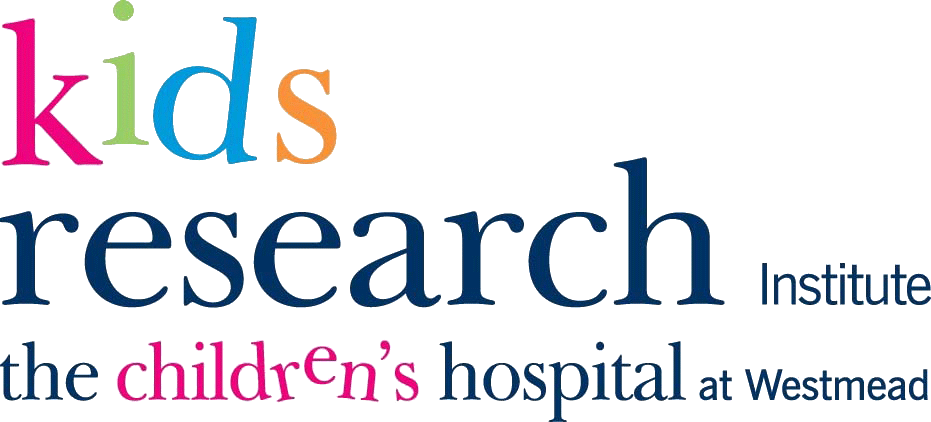 kids
research Institute
the children's hospital at Westmead